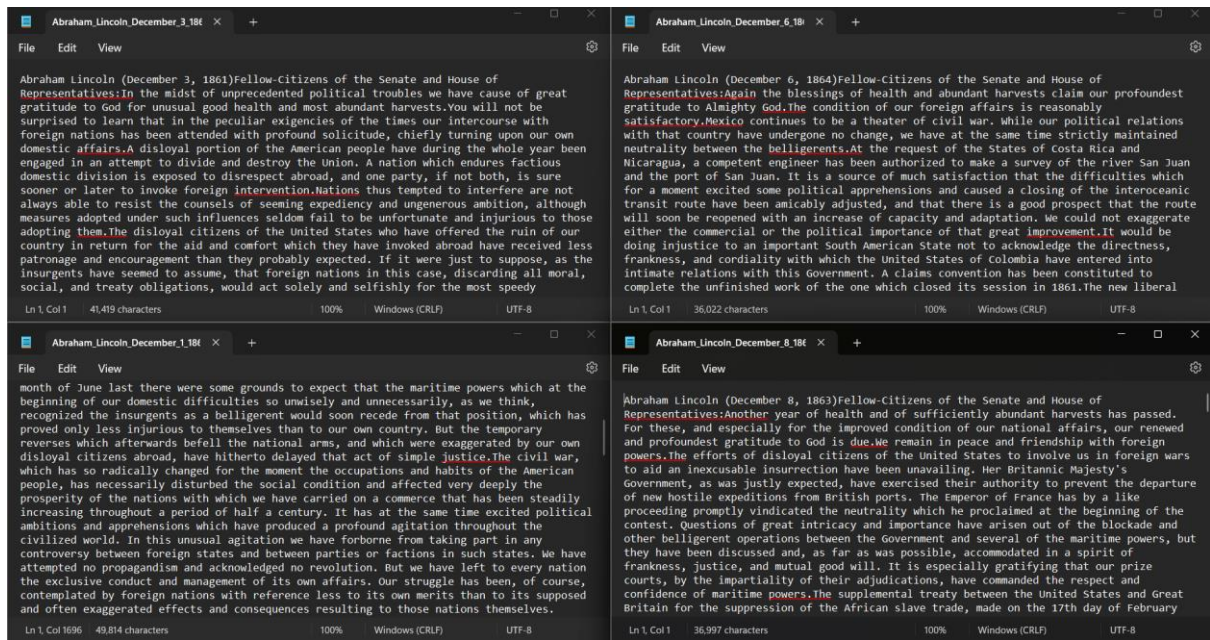 Abraham_Lincoln_December_3_186
File Edit View
Abraham Lincoln (December 3, 1861)Fellow-Citizens of the Senate and House of
Representatives:In the midst of unprecedented political troubles we have cause of great
gratitude to God for unusual good health and most abundant harvests.You will not be
surprised to learn that in the peculiar exigencies of the times our intercourse with
foreign nations has been attended with profound solicitude, chiefly turning upon our own
domestic affairs.A disloyal portion of the American people have during the whole year been
engaged in an attempt to divide and destroy the Union. A nation which endures factious
domestic division is exposed to disrespect abroad, and one party, if not both, is sure
sooner or later to invoke foreign intervention.Nations thus tempted to interfere are not
always able to resist the counsels of seeming expediency and ungenerous ambition, although
measures adopted under such influences seldom fail to be unfortunate and injurious to those
adopting them.The disloyal citizens of the United States who have offered the ruin of our
country in return for the aid and comfort which they have invoked abroad have received less
patronage and encouragement than they probably expected. If it were just to suppose, as the
insurgents have seemed to assume, that foreign nations in this case, discarding all moral,
social, and treaty obligations, would act solely and selfishly for the most speedy
Ln 1, Col 1 41,419 characters 100% Windows (CRLF) UTF-8
Abraham_Lincoln_December_6_186
File Edit View
Abraham Lincoln (December 6, 1864)Fellow-Citizens of the Senate and House of
Representatives:Again the blessings of health and abundant harvests claim our profoundest
gratitude to Almighty God.The condition of our foreign affairs is reasonably
satisfactory.Mexico continues to be a theater of civil war. While our political relations
with that country have undergone no change, we have at the same time strictly maintained
neutrality between the belligerents.At the request of the States of Costa Rica and
Nicaragua, a competent engineer has been authorized to make a survey of the river San Juan
and the port of San Juan. It is a source of much satisfaction that the difficulties which
for a moment excited some political apprehensions and caused a closing of the interoceanic
transit route have been amicably adjusted, and that there is a good prospect that the route
will soon be reopened with an increase of capacity and adaptation. We could not exaggerate
either the commercial or the political importance of that great improvement.It would be
doing injustice to an important South American State not to acknowledge the directness,
frankness, and cordiality with which the United States of Colombia have entered into
intimate relations with this Government. A claims convention has been constituted to
complete the unfinished work of the one which closed its session in 1861.The new liberal
Ln 1, Col 1 36,022 characters 100% Windows (CRLF) UTF-8
Abraham_Lincoln_December_1_186
File Edit View
month of June last there were some grounds to expect that the maritime powers which at the
beginning of our domestic difficulties so unwisely and unnecessarily, as we think,
recognized the insurgents as a belligerent would soon recede from that position, which has
proved only less injurious to themselves than to our own country. But the temporary
reverses which afterwards befell the national arms, and which were exaggerated by our own
disloyal citizens abroad, have hitherto delayed that act of simple justice.The civil war,
which has so radically changed for the moment the occupations and habits of the American
people, has necessarily disturbed the social condition and affected very deeply the
prosperity of the nations with which we have carried on a commerce that has been steadily
increasing throughout a period of half a century. It has at the same time excited political
ambitions and apprehensions which have produced a profound agitation throughout the
civilized world. In this unusual agitation we have forborne from taking part in any
controversy between foreign states and between parties or factions in such states. We have
attempted no propagandism and acknowledged no revolution. But we have left to every nation
the exclusive conduct and management of its own affairs. Our struggle has been, of course,
contemplated by foreign nations with reference less to its own merits than to its supposed
and often exaggerated effects and consequences resulting to those nations themselves.
Ln 1, Col 1696 49,814 characters 100% Windows (CRLF) UTF-8
Abraham_Lincoln_December_8_186
File Edit View
Abraham Lincoln (December 8, 1863)Fellow-Citizens of the Senate and House of
Representatives:Another year of health and of sufficiently abundant harvests has passed.
For these, and especially for the improved condition of our national affairs, our renewed
and profoundest gratitude to God is due.We remain in peace and friendship with foreign
powers.The efforts of disloyal citizens of the United States to involve us in foreign wars
to aid an inexcusable insurrection have been unavailing. Her Britannic Majesty's
Government, as was justly expected, have exercised their authority to prevent the departure
of new hostile expeditions from British ports. The Emperor of France has by a like
proceeding promptly vindicated the neutrality which he proclaimed at the beginning of the
contest. Questions of great intricacy and importance have arisen out of the blockade and
other belligerent operations between the Government and several of the maritime powers, but
they have been discussed and, as far as was possible, accommodated in a spirit of
frankness, justice, and mutual good will. It is especially gratifying that our prize
courts, by the impartiality of their adjudications, have commanded the respect and
confidence of maritime powers.The supplemental treaty between the United States and Great
Britain for the suppression of the African slave trade, made on the 17th day of February
Ln 1, Col 1 36,997 characters 100% Windows (CRLF) UTF-8